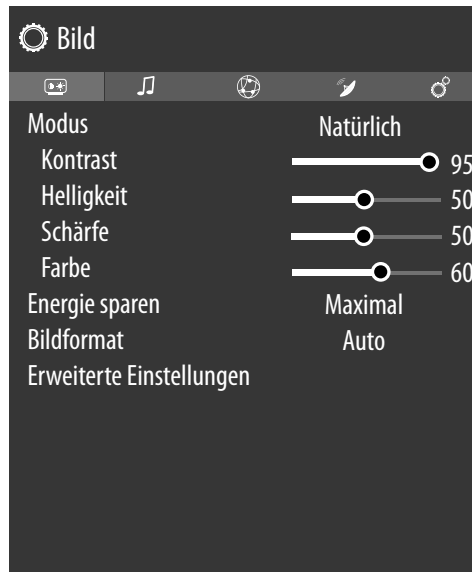 Bild
Modus Natürlich
Kontrast 95
Helligkeit 50
Schärfe 50
Farbe 60
Energie sparen Maximal
Bildformat Auto
Erweiterte Einstellungen